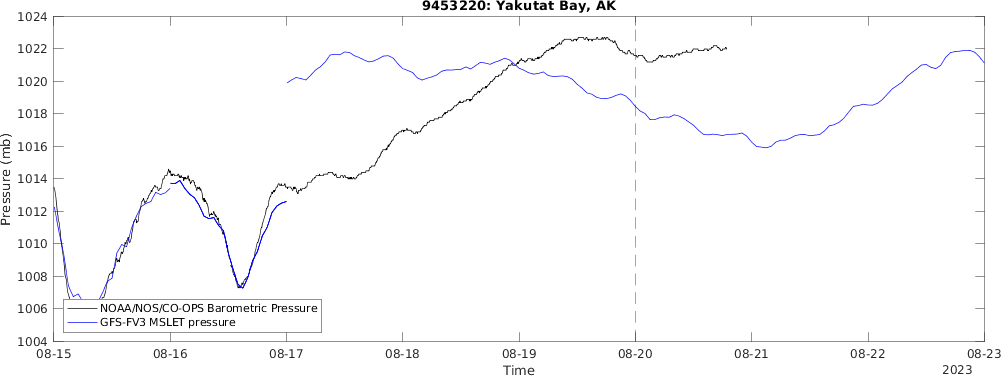 9453220: Yakutat Bay, AK
Pressure (mb)
1024
1022
1020
1018
1016
1014
1012
1010
1008
1006
1004
NOAA/NOS/CO-OPS Barometric Pressure
GFS-FV3 MSLET pressure
08-15 08-16 08-17 08-18 08-19 08-20 08-21 08-22 08-23
Time
2023